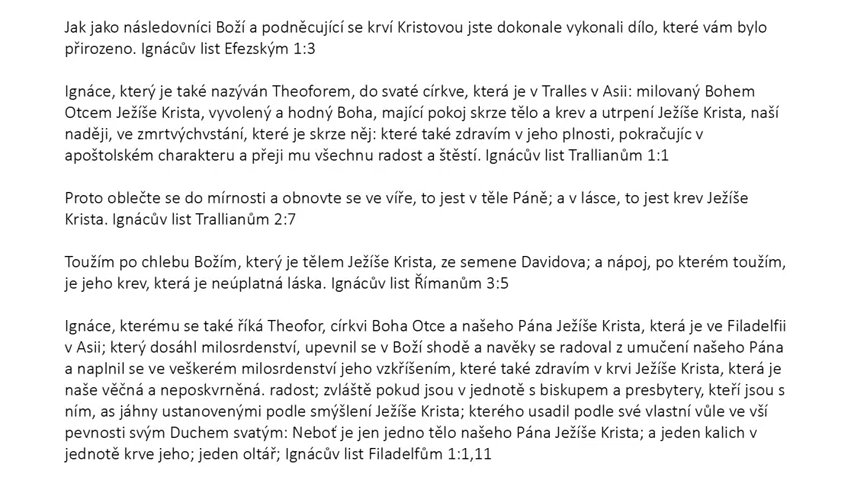 Jak jako následovníci Boží a podněcující se krví Kristovou jste dokonale vykonali dílo, které vám bylo
přirozeno. Ignácův list Efezským 1:3
Ignáce, který je také nazýván Theoforem, do svaté církve, která je v Tralles v Asii: milovaný Bohem
Otcem Ježíše Krista, vyvolený a hodný Boha, mající pokoj skrze tělo a krev a utrpení Ježíše Krista, naší
naději, ve zmrtvýchvstání, které je skrze něj: které také zdravím v jeho plnosti, pokračujíc v
apoštolském charakteru a přeji mu všechnu radost a štěstí. Ignácův list Trallianům 1:1
Proto oblečte se do mírnosti a obnovte se ve víře, to jest v těle Páně; a v lásce, to jest krev Ježíše
Krista. Ignácův list Trallianům 2:7
Toužím po chlebu Božím, který je tělem Ježíše Krista, ze semene Davidova; a nápoj, po kterém toužím,
je jeho krev, která je neúplatná láska. Ignácův list Římanům 3:5
Ignáce, kterému se také říká Theofor, církvi Boha Otce a našeho Pána Ježíše Krista, která je ve Filadelfii
v Asii; který dosáhl milosrdenství, upevnil se v Boží shodě a navěky se radoval z umučení našeho Pána
a naplnil se ve veškerém milosrdenství jeho vzkříšením, které také zdravím v krvi Ježíše Krista, která je
naše věčná a neposkvrněná. radost; zvláště pokud jsou v jednotě s biskupem a presbytery, kteří jsou s
ním, as jáhny ustanovenými podle smýšlení Ježíše Krista; kterého usadil podle své vlastní vůle ve vší
pevnosti svým Duchem svatým: Neboť je jen jedno tělo našeho Pána Ježíše Krista; a jeden kalich v
jednotě krve jeho; jeden oltář; Ignácův list Filadelfům 1:1,11